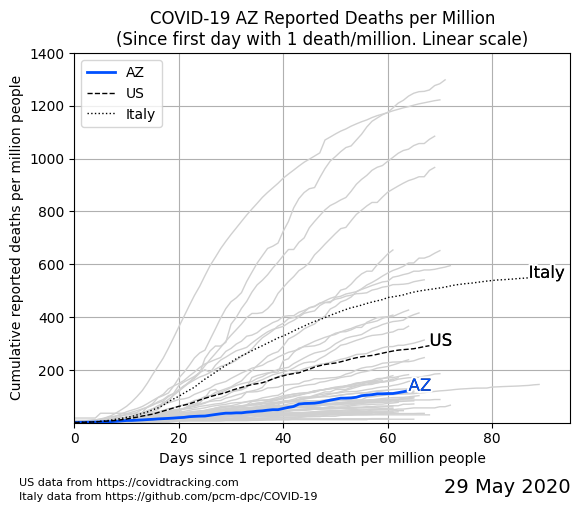 COVID-19 AZ Reported Deaths per Million
(Since first day with 1 death/million. Linear scale)
Cumulative reported deaths per million people
1400
1200
1000
800
600
400
200
AZ
US
Italy
Italy
US
AZ
0
20
40
60
80
Days since 1 reported death per million people
US data from https://covidtracking.com
Italy data from https://github.com/pcm-dpc/COVID-19
29 May 2020